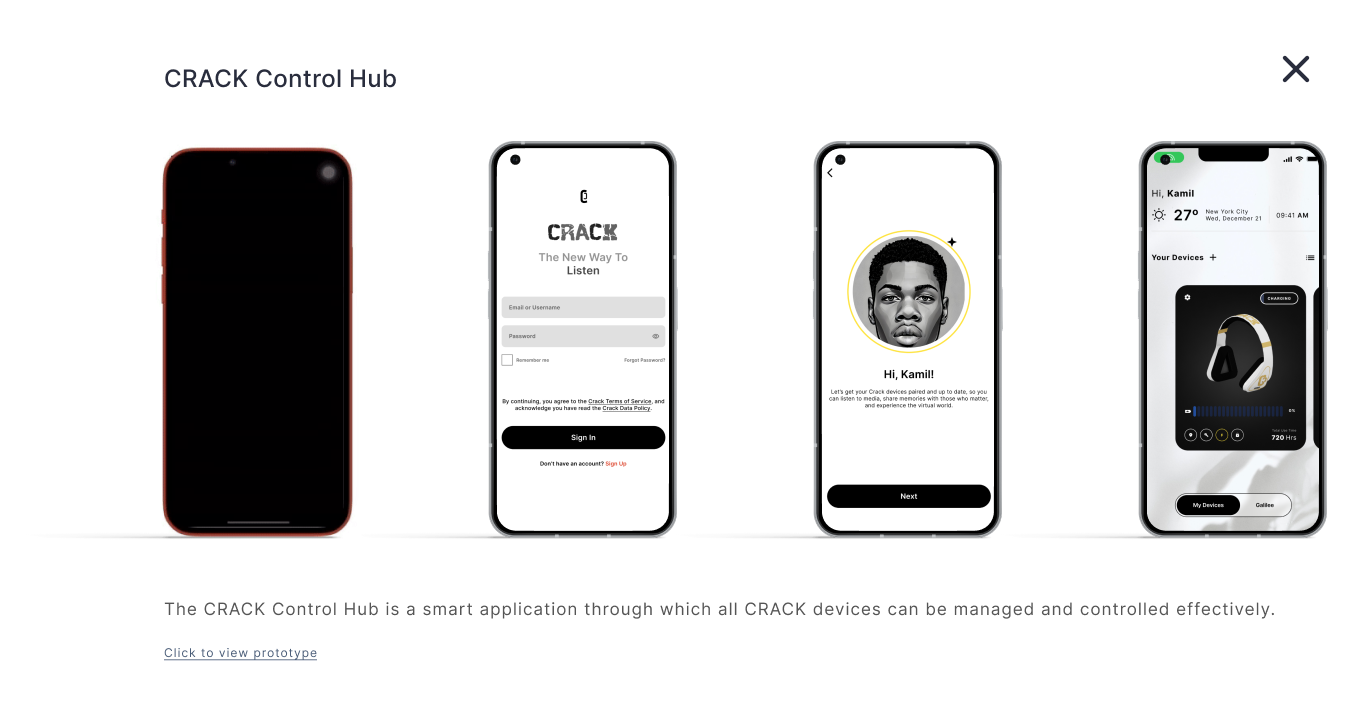 CRACK Control Hub
CRACK
The New Way To
Listen
Email or Username
Password
Remember me
Forgot Password?
By continuing, you agree to the Crack Terms of Service, and
acknowledge you have read the Crack Data Policy.
Sign In
Don't have an account? Sign Up
Hi, Kamil!
Let's get your Crack devices paired and up to date, so you
can listen to media, share memories with those who matter,
and experience the virtual world.
Next
Hi, Kamil
27º
New York City
Wed, December 21
09:41 AM
Your Devices +
CHARGING
0%
Total Use Time
720 Hrs
My Devices
Galilee
The CRACK Control Hub is a smart application through which all CRACK devices can be managed and controlled effectively.
Click to view prototype